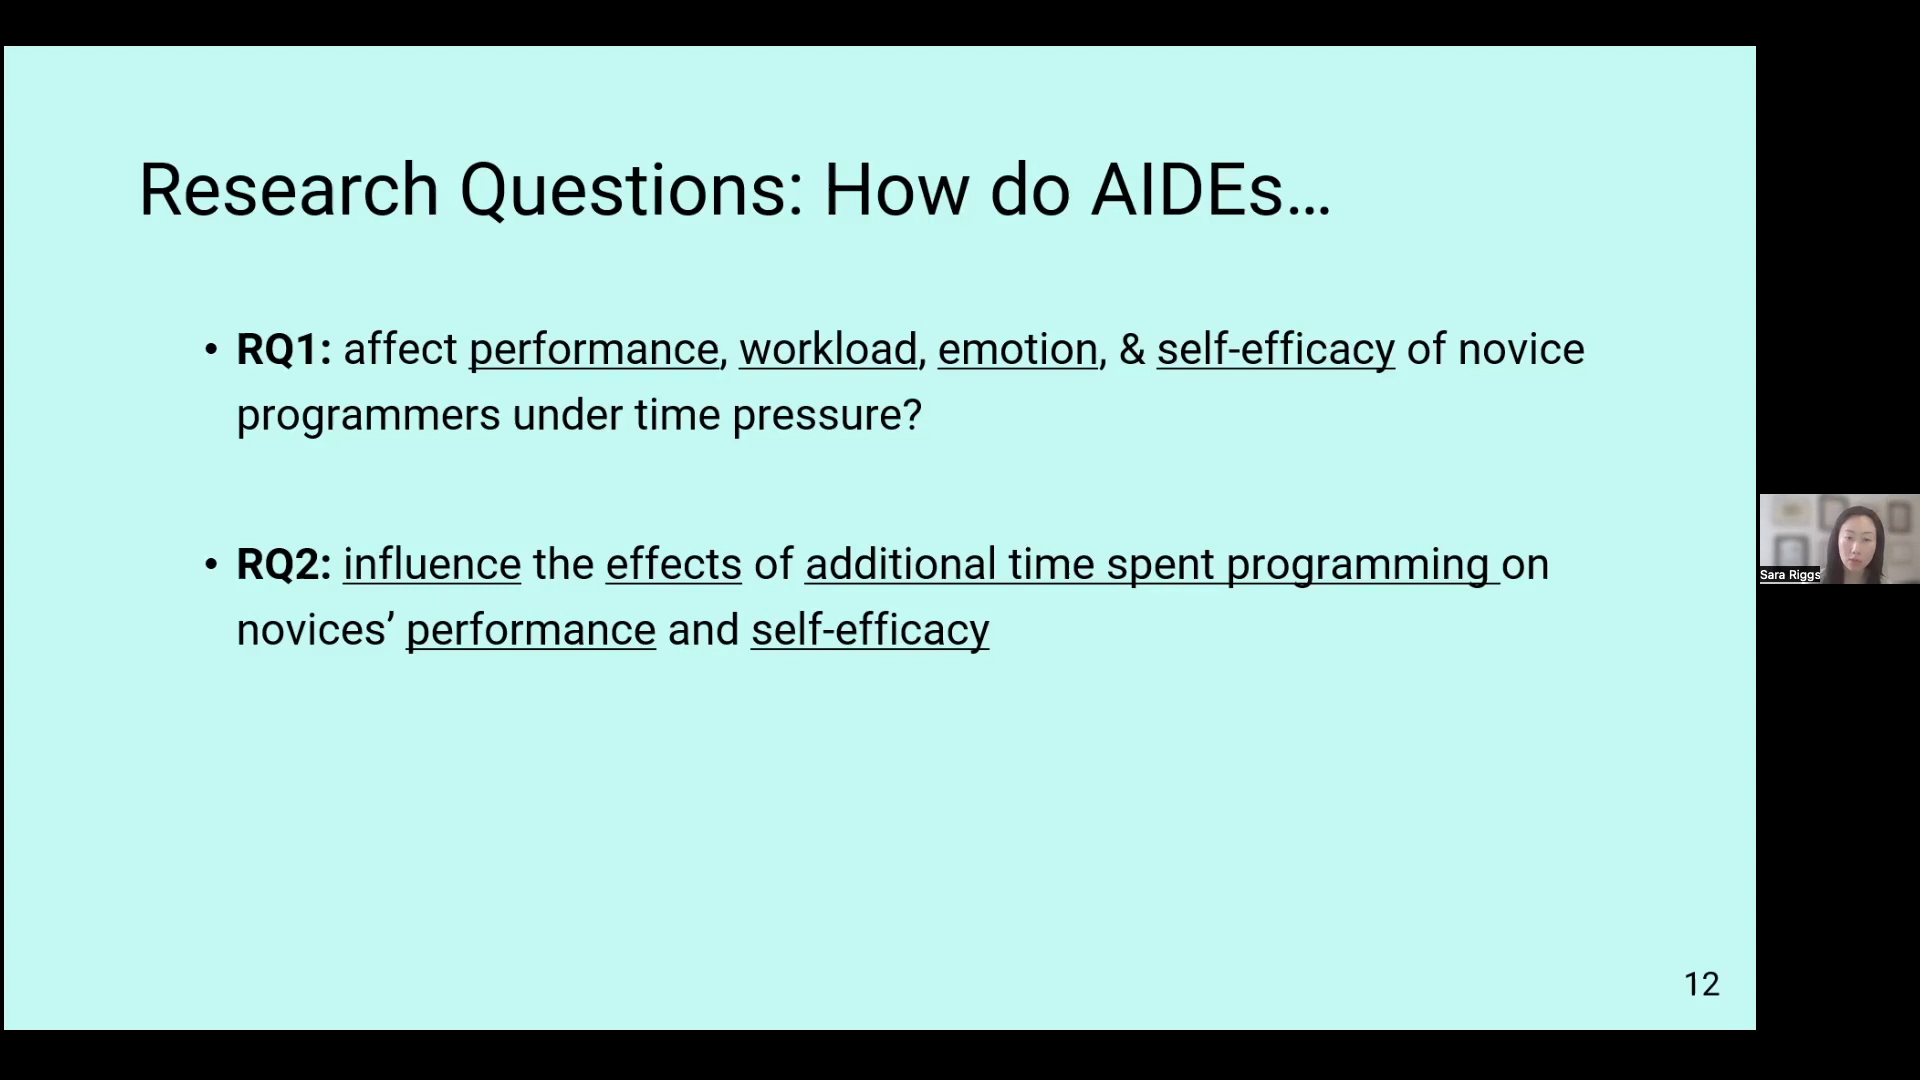 Research Questions: How do AIDEs…
• RQ1: affect performance, workload, emotion, & self-efficacy of novice
programmers under time pressure?
• RQ2: influence the effects of additional time spent programming on
novices’ performance and self-efficacy
Sara Riggs
12